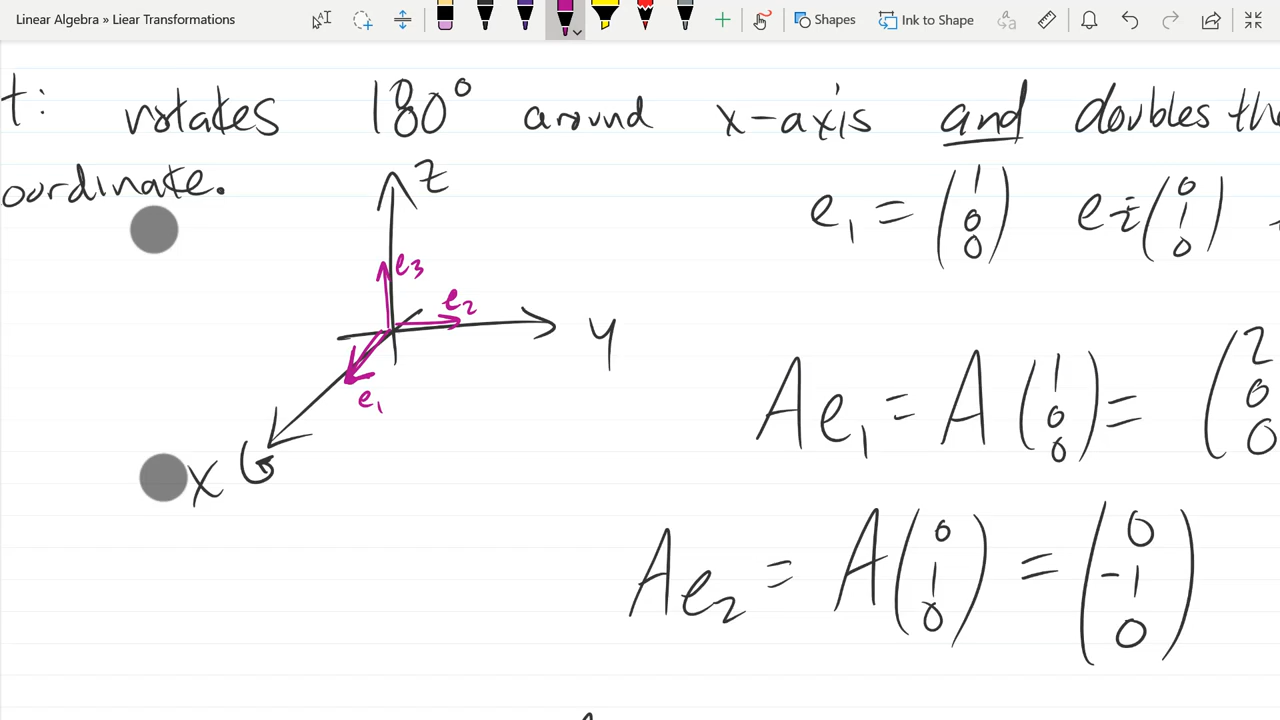 Linear Algebra » Liear Transformations
Shapes
Ink to Shape
t: rotates 180° around x-axis and doubles the
oordinate.
z
e₃
e₂
y
e₁
x
e₁ = (1 0 0) e₂ = (0 1 0)
Ae₁ = A (1 0 0) = (2 0 0
Ae₂ = A (0 1 0) = (0 -1 0)